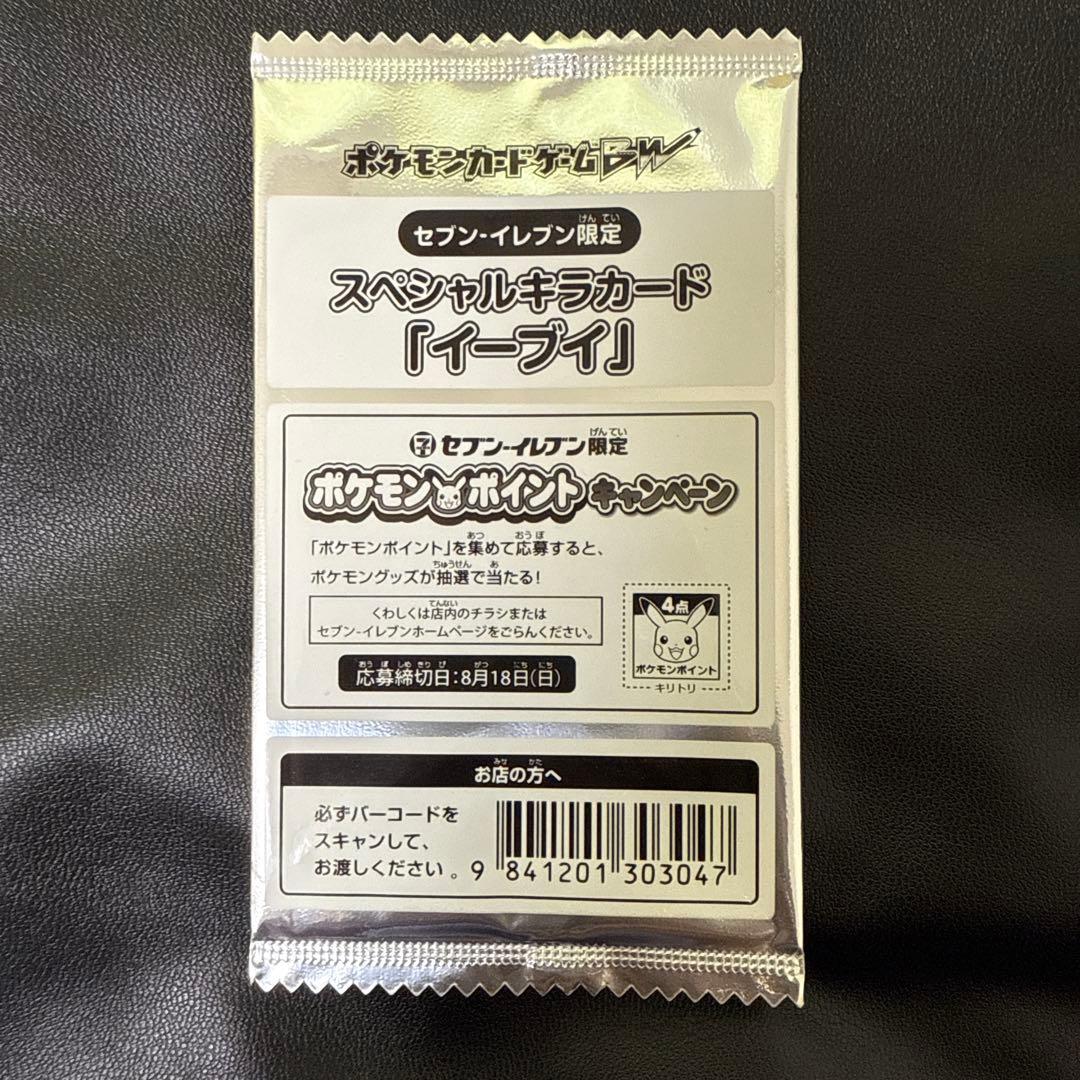 ポケモンカードゲームBW
セブン-イレブン限定
スペシャルキラカード
「イーブイ」
セブン-イレブン限定
ポケモンポイントキャンペーン
「ポケモンポイント」を集めて応募すると、
ポケモングッズが抽選で当たる!
くわしくは店内のチラシまたは
セブン-イレブンホームページをごらんください。
応募締切日:8月18日(日)
4点
ポケモンポイント
キリトリ
お店の方へ
必ずバーコードを
スキャンして、
お渡しください。
9 841201 303047